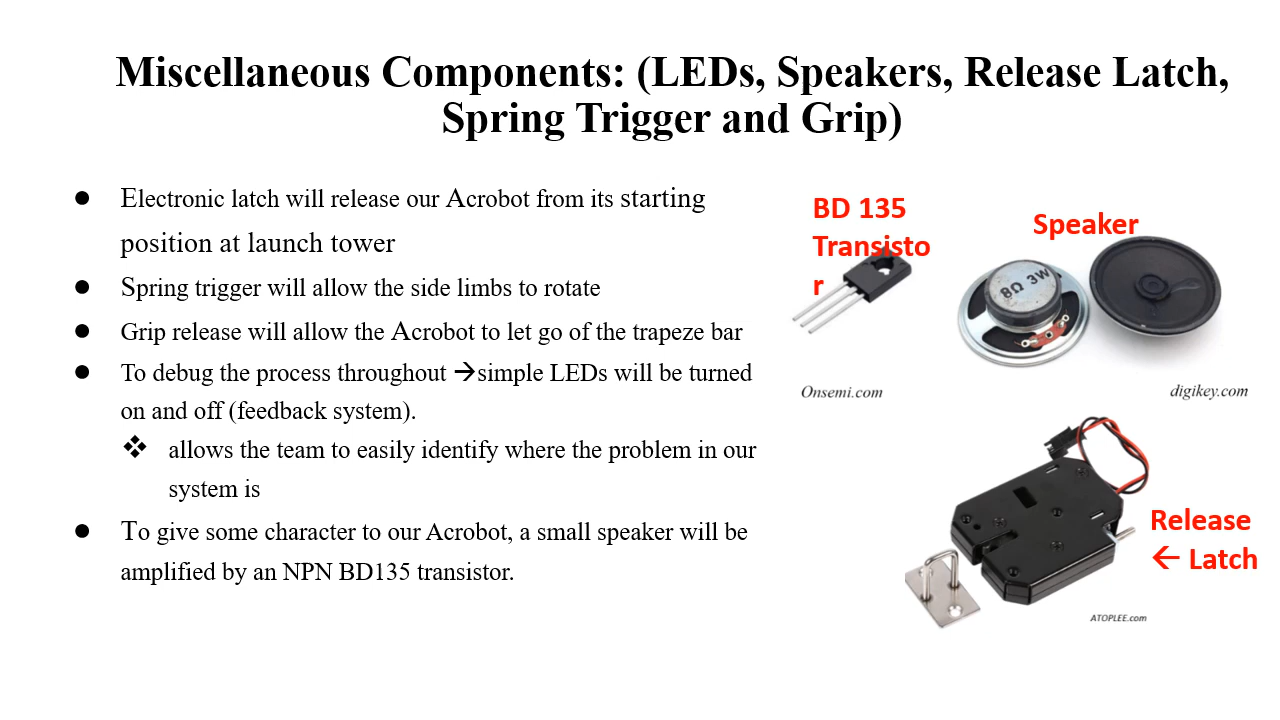 Miscellaneous Components: (LEDs, Speakers, Release Latch,
Spring Trigger and Grip)
● Electronic latch will release our Acrobot from its starting
position at launch tower
● Spring trigger will allow the side limbs to rotate
● Grip release will allow the Acrobot to let go of the trapeze bar
● To debug the process throughout →simple LEDs will be turned
on and off (feedback system).
❖ allows the team to easily identify where the problem in our
system is
● To give some character to our Acrobot, a small speaker will be
amplified by an NPN BD135 transistor.
BD 135
Transisto
r
Onsemi.com
Speaker
8Ω 3W
digikey.com
Release
← Latch
ATOPLEE.com